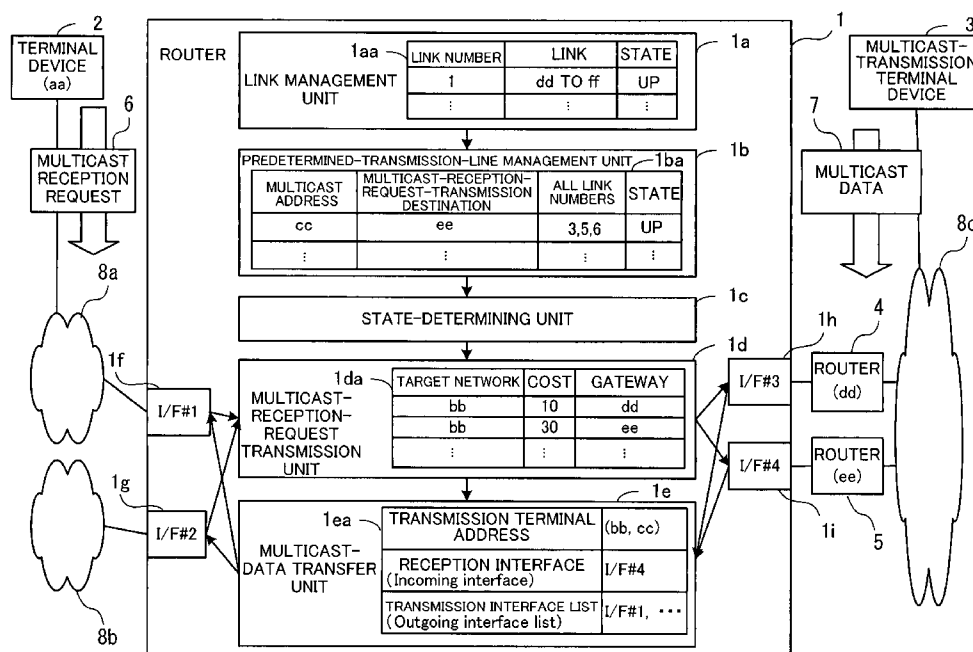 2
TERMINAL
DEVICE
(aa)
6
MULTICAST
RECEPTION
REQUEST
8a
1f
I/F#1
1g
I/F#2
8b
ROUTER
1
1a
1aa
LINK MANAGEMENT
UNIT
LINK NUMBER LINK STATE
1 dd TO ff UP
⋮ ⋮ ⋮
1b
PREDETERMINED-TRANSMISSION-LINE MANAGEMENT UNIT
1ba
MULTICAST
ADDRESS
MULTICAST-RECEPTION-
REQUEST-TRANSMISSION
DESTINATION
ALL LINK
NUMBERS
STATE
cc ee 3,5,6 UP
⋮ ⋮ ⋮ ⋮
1c
STATE-DETERMINING UNIT
1d
1da
MULTICAST-
RECEPTION-
REQUEST
TRANSMISSION
UNIT
TARGET NETWORK COST GATEWAY
bb 10 dd
bb 30 ee
⋮ ⋮ ⋮
1e
1ea
MULTICAST-
DATA TRANSFER
UNIT
TRANSMISSION TERMINAL
ADDRESS
(bb, cc)
RECEPTION INTERFACE
(Incoming interface)
I/F#4
TRANSMISSION INTERFACE LIST
(Outgoing interface list)
I/F#1, ⋯
3
MULTICAST-
TRANSMISSION
TERMINAL
DEVICE
7
MULTICAST
DATA
8c
1h
I/F#3
4
ROUTER
(dd)
I/F#4
1i
ROUTER
(ee)
5